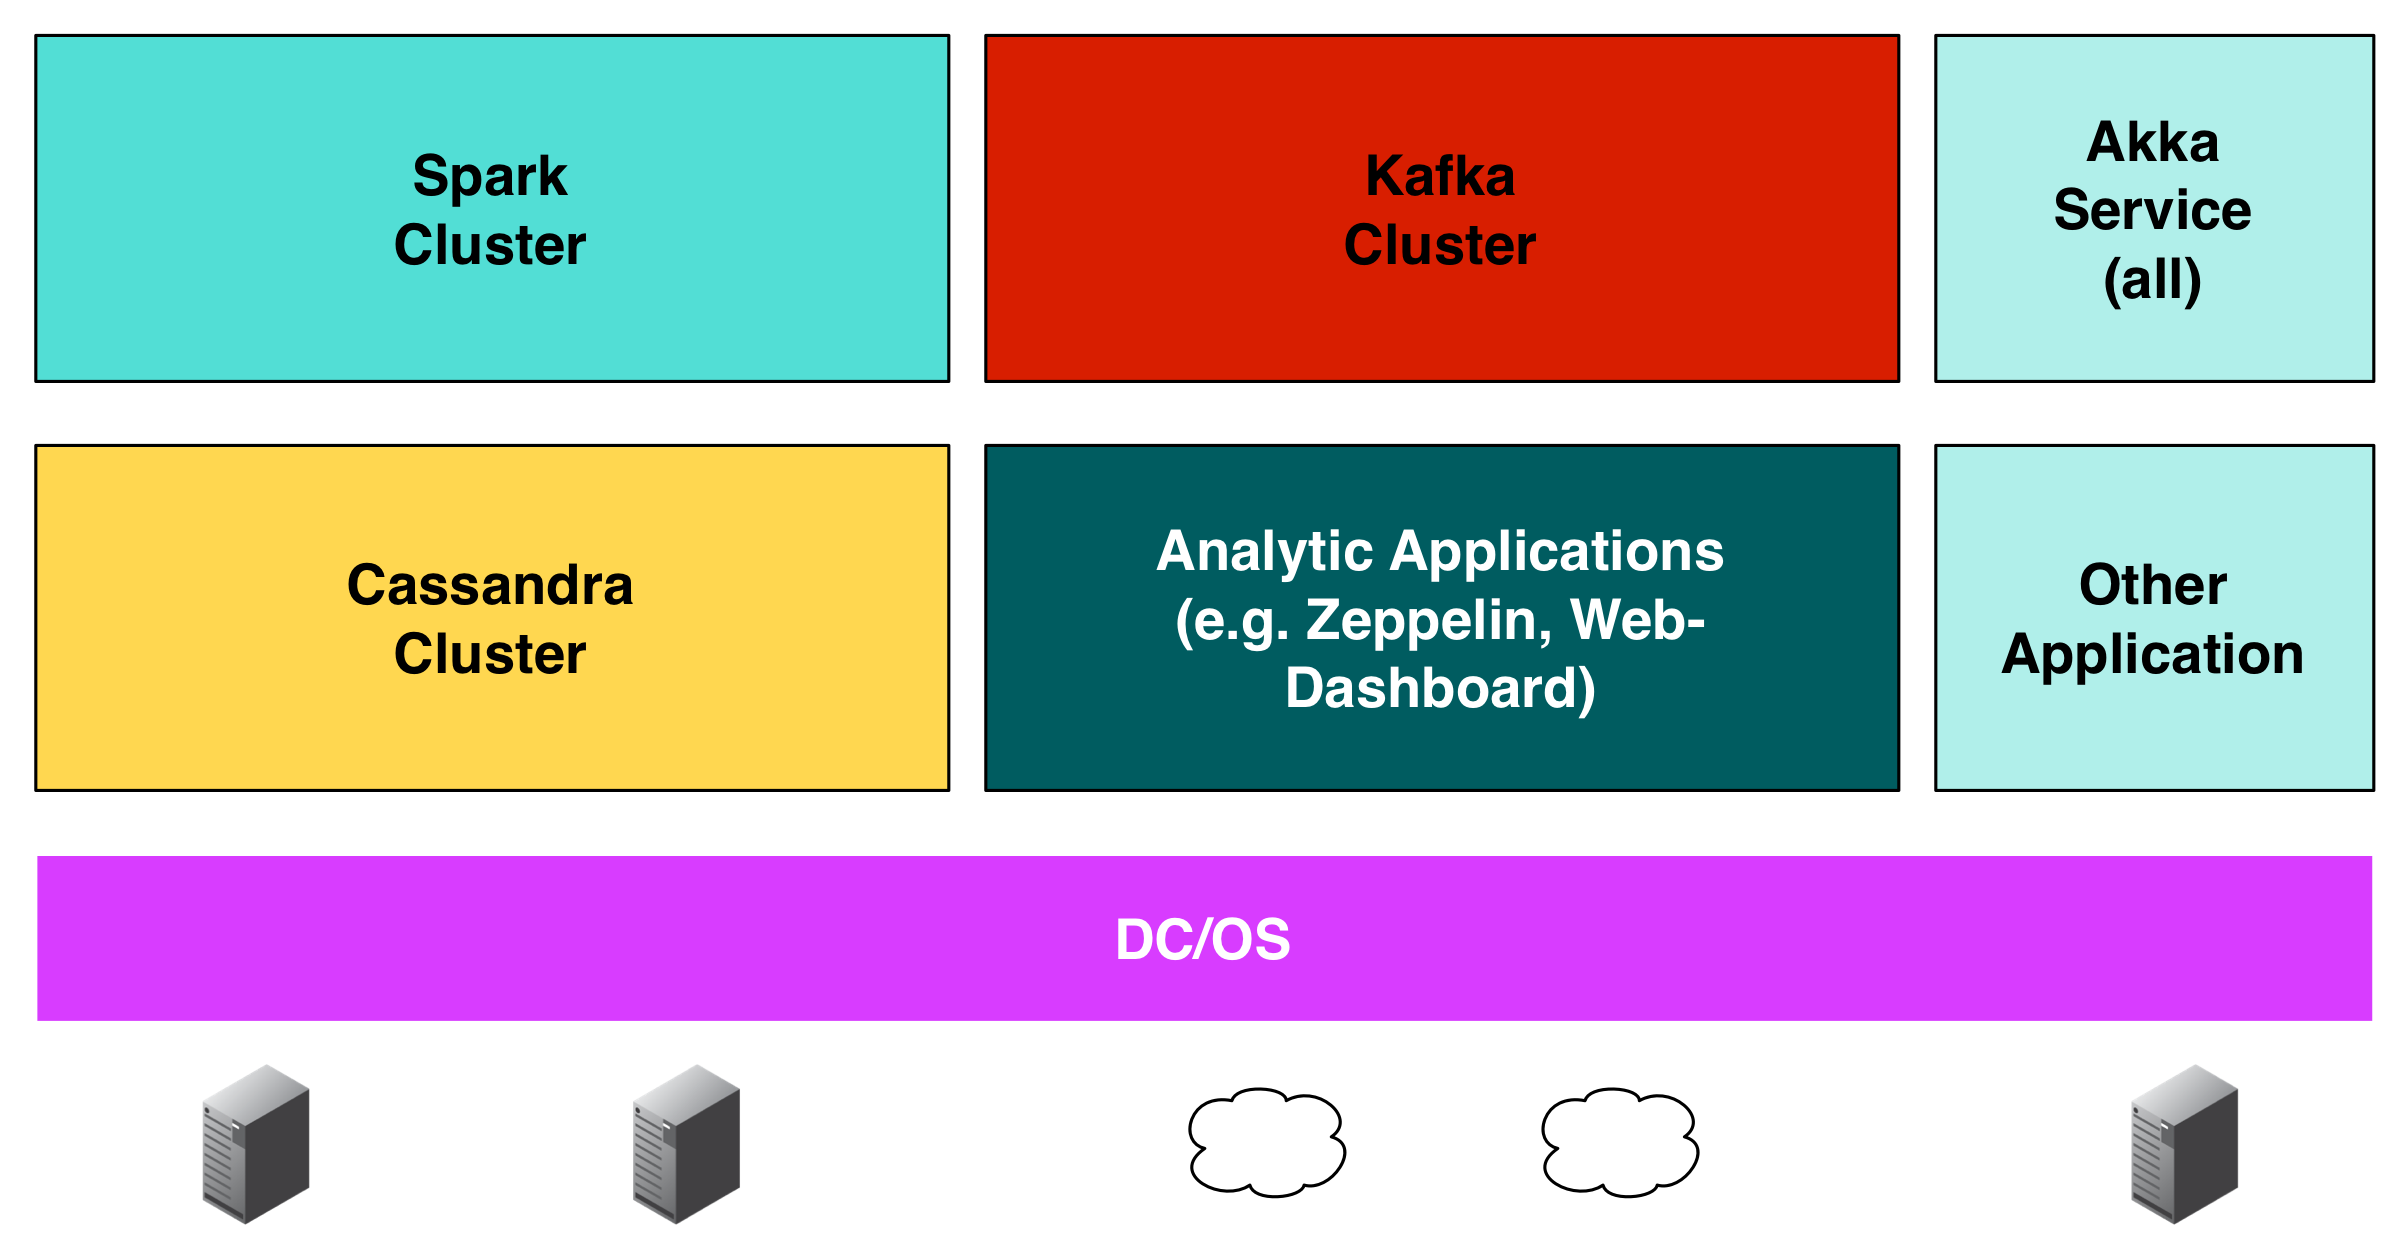 Spark
Cluster
Kafka
Cluster
Akka
Service
(all)
Cassandra
Cluster
Analytic Applications
(e.g. Zeppelin, Web-
Dashboard)
Other
Application
DC/OS